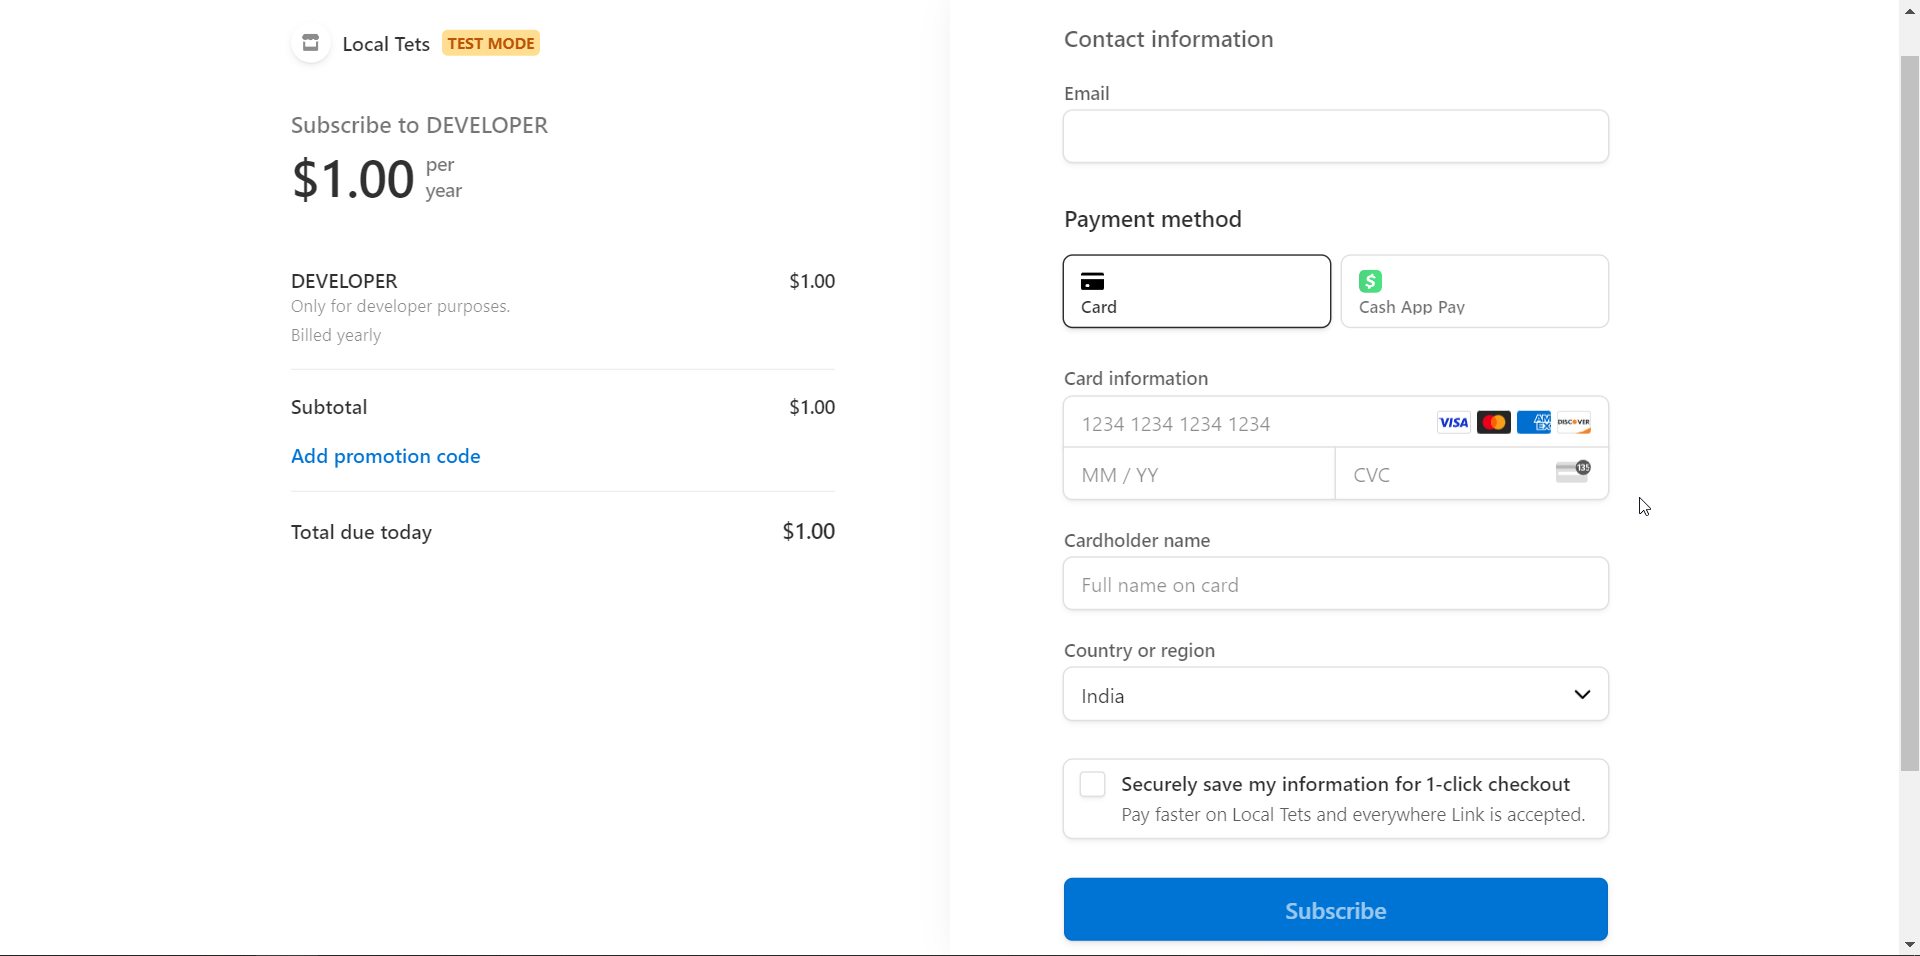 Local Tets TEST MODE
Subscribe to DEVELOPER
$1.00 per
year
DEVELOPER $1.00
Only for developer purposes.
Billed yearly
Subtotal $1.00
Add promotion code
Total due today $1.00
Contact information
Email
Payment method
Card
$
Cash App Pay
Card information
1234 1234 1234 1234 VISA AM EX DISCOVER
MM / YY CVC 135
Cardholder name
Full name on card
Country or region
India
Securely save my information for 1-click checkout
Pay faster on Local Tets and everywhere Link is accepted.
Subscribe